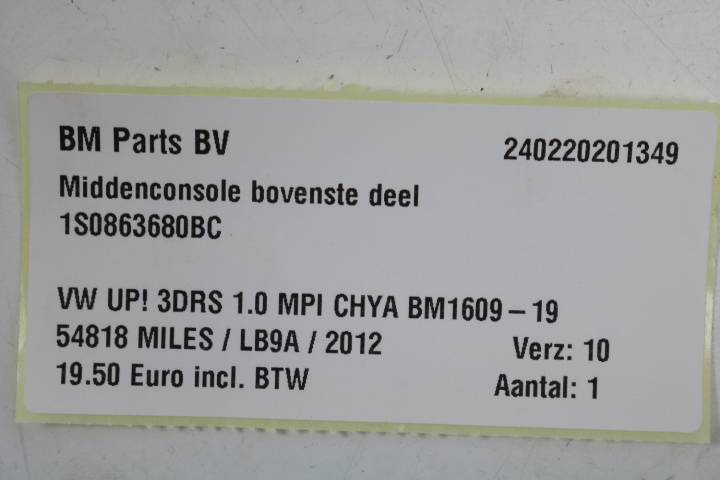 BM Parts BV 240220201349
Middenconsole bovenste deel
1S0863680BC
VW UP! 3DRS 1.0 MPI CHYA BM1609 – 19
54818 MILES / LB9A / 2012 Verz: 10
19.50 Euro incl. BTW Aantal: 1